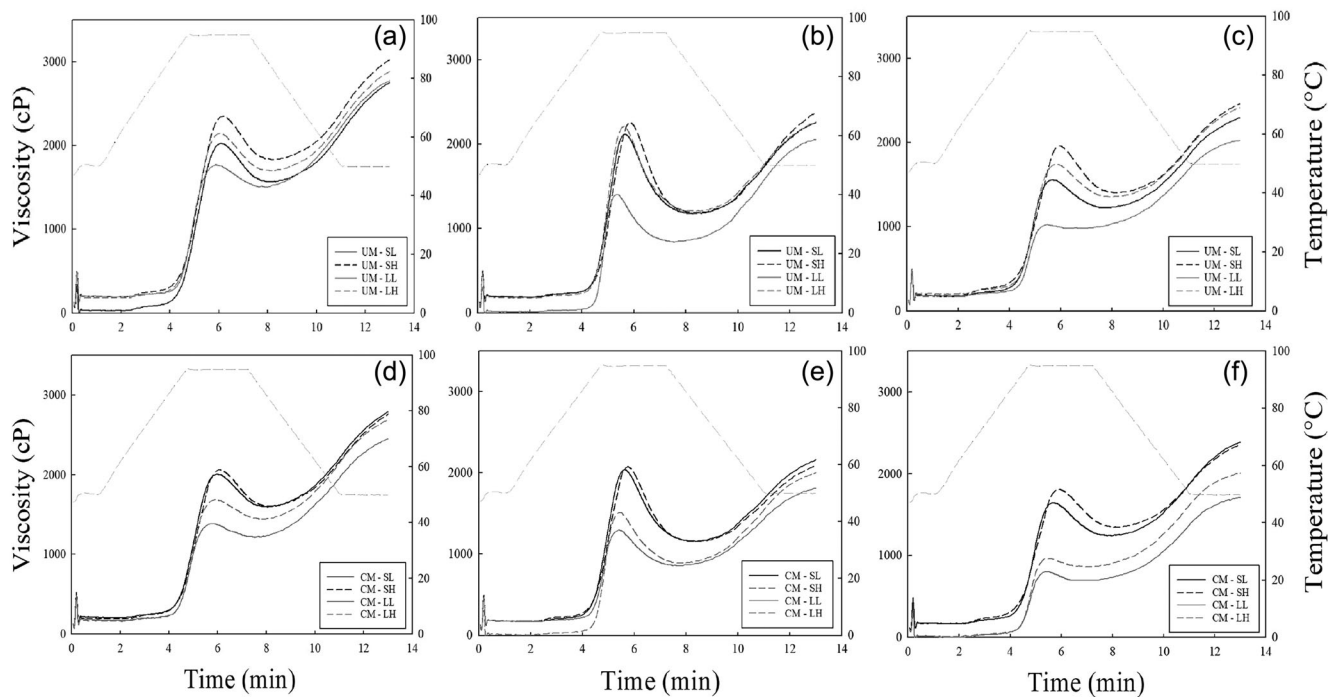 (a)
Viscosity (cP)
3000
2000
1000
0
100
80
60
40
20
0
UM - SL
UM - SH
UM - LL
UM - LH
0 2 4 6 8 10 12 14
(b)
3000
2000
1000
0
100
80
60
40
20
0
UM - SL
UM - SH
UM - LL
UM - LH
0 2 4 6 8 10 12 14
(c)
3000
2000
1000
0
100
80
60
40
20
0
Temperature (°C)
UM - SL
UM - SH
UM - LL
UM - LH
0 2 4 6 8 10 12 14
(d)
Viscosity (cP)
3000
2000
1000
0
100
80
60
40
20
0
CM - SL
CM - SH
CM - LL
CM - LH
0 2 4 6 8 10 12 14
Time (min)
(e)
3000
2000
1000
0
100
80
60
40
20
0
CM - SL
CM - SH
CM - LL
CM - LH
0 2 4 6 8 10 12 14
Time (min)
(f)
3000
2000
1000
0
100
80
60
40
20
0
Temperature (°C)
CM - SL
CM - SH
CM - LL
CM - LH
0 2 4 6 8 10 12 14
Time (min)